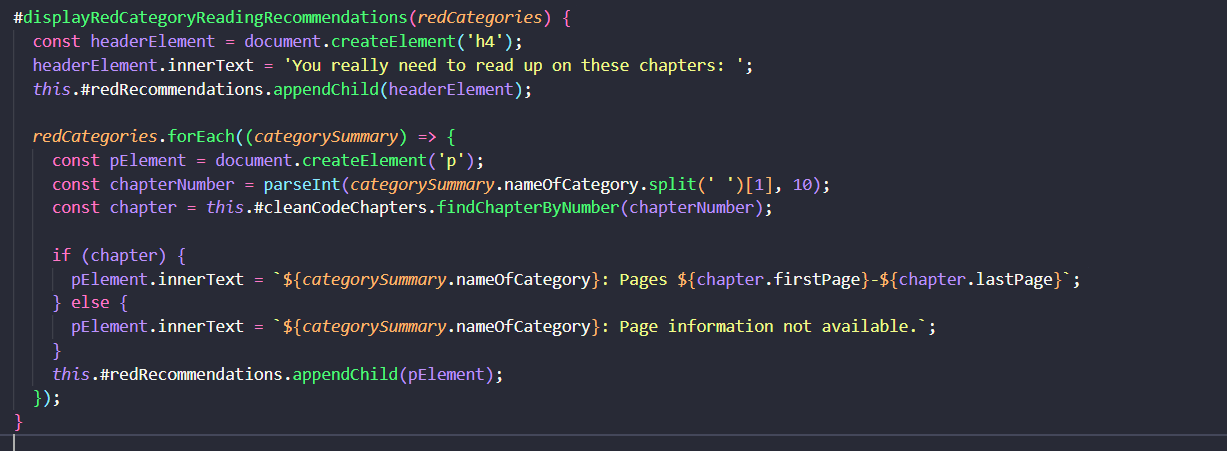 #displayRedCategoryReadingRecommendations(redCategories) {
  const headerElement = document.createElement('h4');
  headerElement.innerText = 'You really need to read up on these chapters: ';
  this.#redRecommendations.appendChild(headerElement);

  redCategories.forEach((categorySummary) => {
    const pElement = document.createElement('p');
    const chapterNumber = parseInt(categorySummary.nameOfCategory.split(' ')[1], 10);
    const chapter = this.#cleanCodeChapters.findChapterByNumber(chapterNumber);

    if (chapter) {
      pElement.innerText = `${categorySummary.nameOfCategory}: Pages ${chapter.firstPage}-${chapter.lastPage}`;
    } else {
      pElement.innerText = `${categorySummary.nameOfCategory}: Page information not available.`;
    }
    this.#redRecommendations.appendChild(pElement);
  });
}